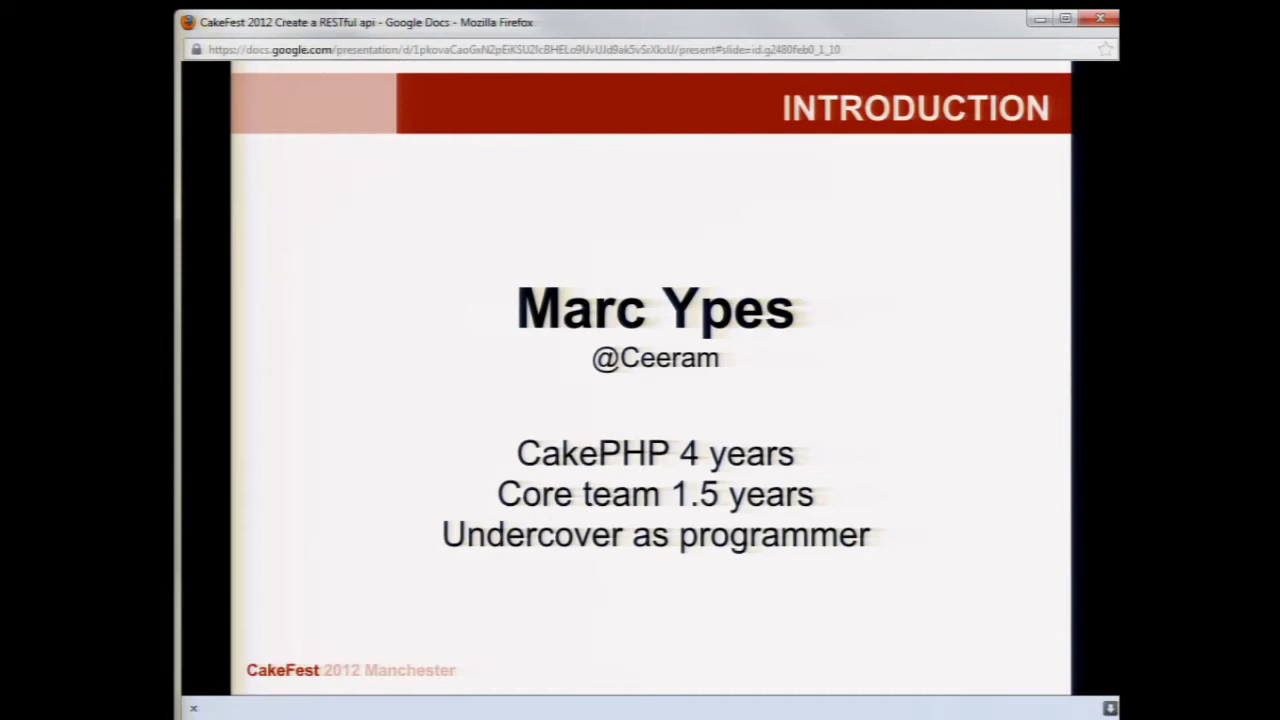 CakeFest 2012 Create a RESTful api - Google Docs - Mozilla Firefox
INTRODUCTION
Marc Ypes
@Ceeram
CakePHP 4 years
Core team 1.5 years
Undercover as programmer
CakeFest 2012 Manchester